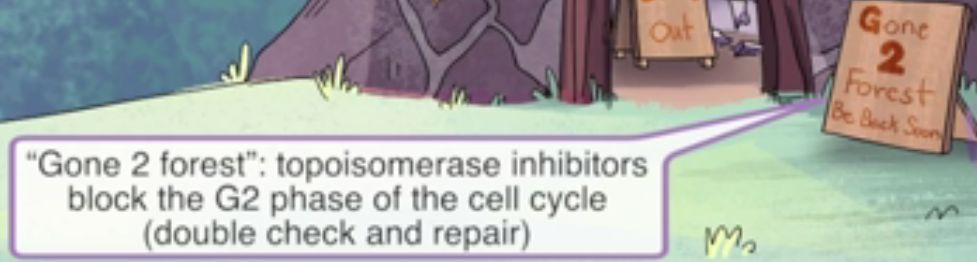 Out
Gone
2
Forest
Be Back Soon
“Gone 2 forest”: topoisomerase inhibitors
block the G2 phase of the cell cycle
(double check and repair)